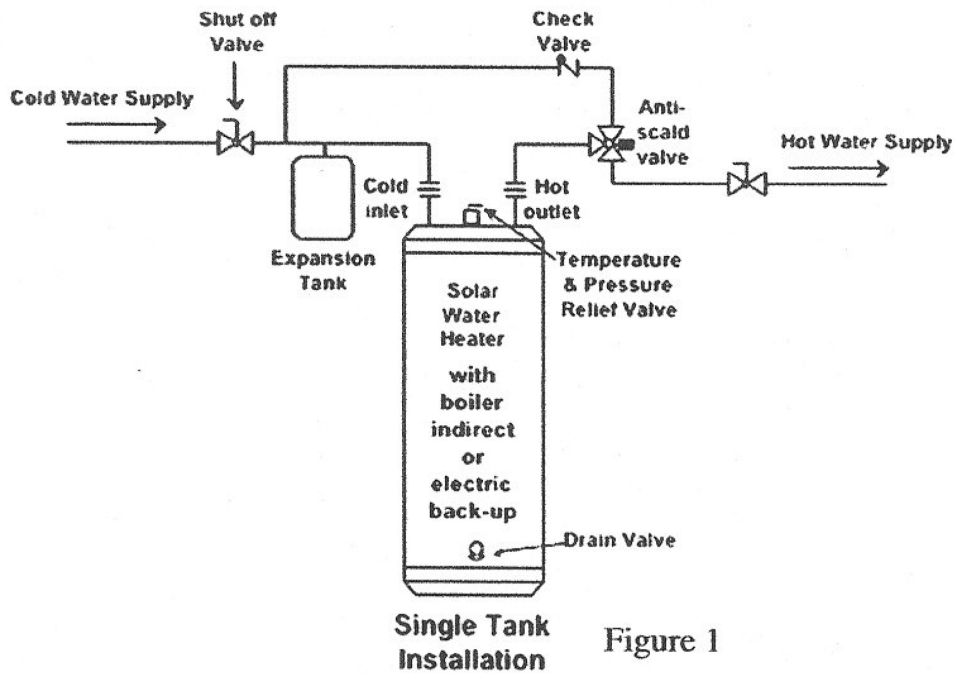 Shut off
Valve
Check
Valve
Cold Water Supply
Anti-
scald
valve
Hot Water Supply
Cold
inlet
Hot
outlet
Expansion
Tank
Temperature
& Pressure
Relief Valve
Solar
Water
Heater
with
boiler
indirect
or
electric
back-up
Drain Valve
Single Tank
Installation
Figure 1